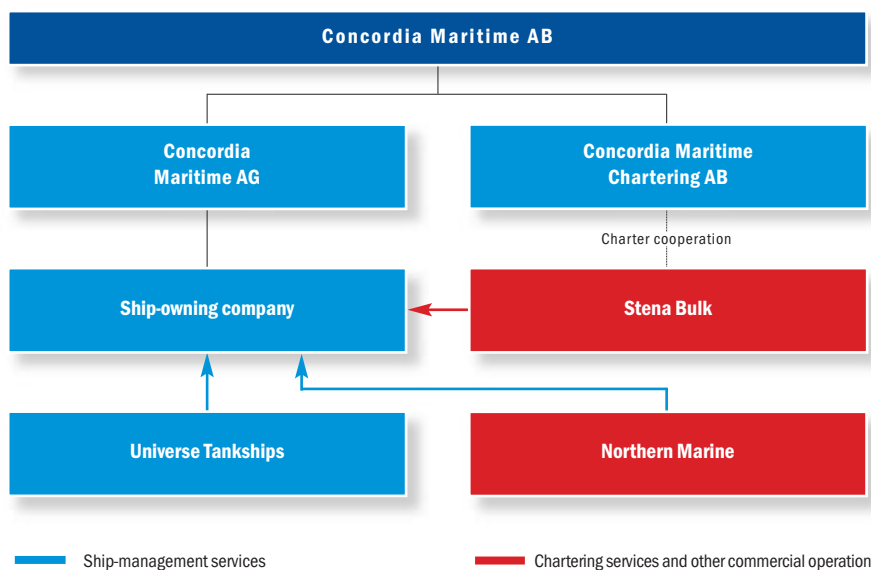 Concordia Maritime AB
Concordia
Maritime AG
Concordia Maritime
Chartering AB
Charter cooperation
Ship-owning company
Stena Bulk
Universe Tankships
Northern Marine
Ship-management services
Chartering services and other commercial operation